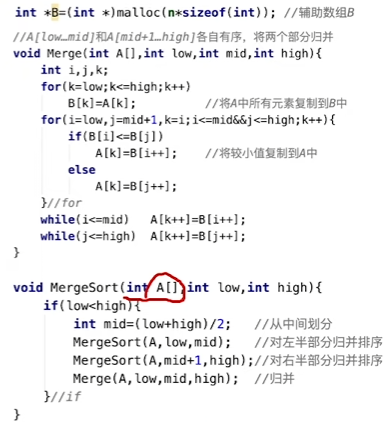 int *B=(int *)malloc(n*sizeof(int)); //辅助数组B
//A[low…mid]和A[mid+1…high]各自有序，将两个部分归并
void Merge(int A[],int low,int mid,int high){
    int i,j,k;
    for(k=low;k<=high;k++)
        B[k]=A[k];          //将A中所有元素复制到B中
    for(i=low,j=mid+1,k=i;i<=mid&&j<=high;k++){
        if(B[i]<=B[j])
            A[k]=B[i++];    //将较小值复制到A中
        else
            A[k]=B[j++];
    }//for
    while(i<=mid)   A[k++]=B[i++];
    while(j<=high)  A[k++]=B[j++];
}
void MergeSort(int A[],int low,int high){
    if(low<high){
        int mid=(low+high)/2;   //从中间划分
        MergeSort(A,low,mid);   //对左半部分归并排序
        MergeSort(A,mid+1,high);//对右半部分归并排序
        Merge(A,low,mid,high);  //归并
    }//if
}